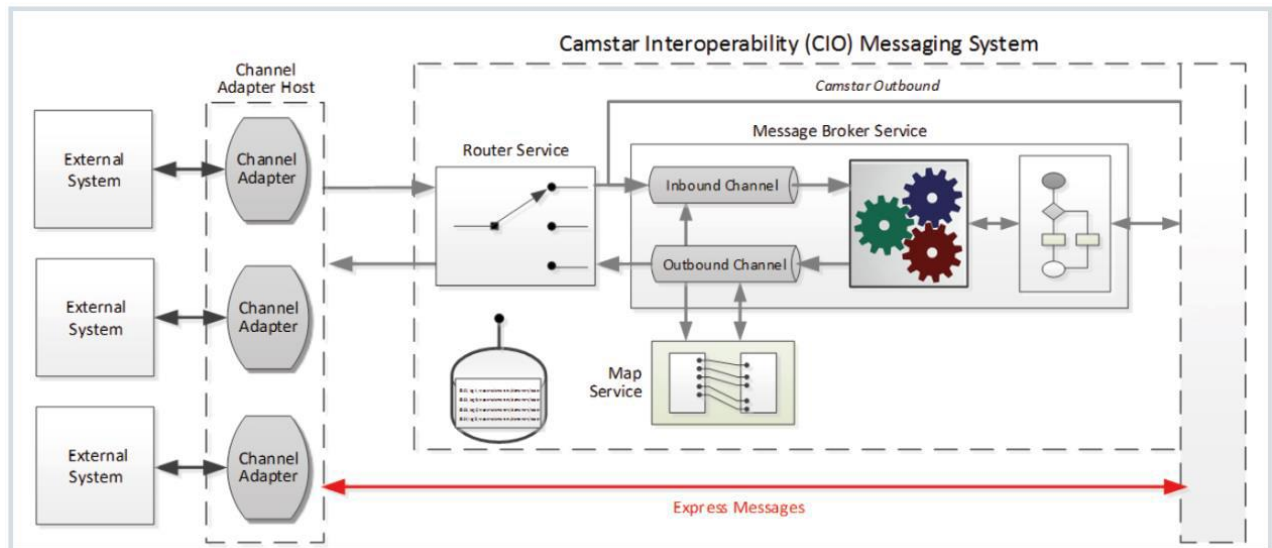 Camstar Interoperability (CIO) Messaging System
Channel
Adapter Host
Camstar Outbound
Message Broker Service
Router Service
External
System
Channel
Adapter
Inbound Channel
Outbound Channel
External
System
Channel
Adapter
Map
Service
External
System
Channel
Adapter
Express Messages